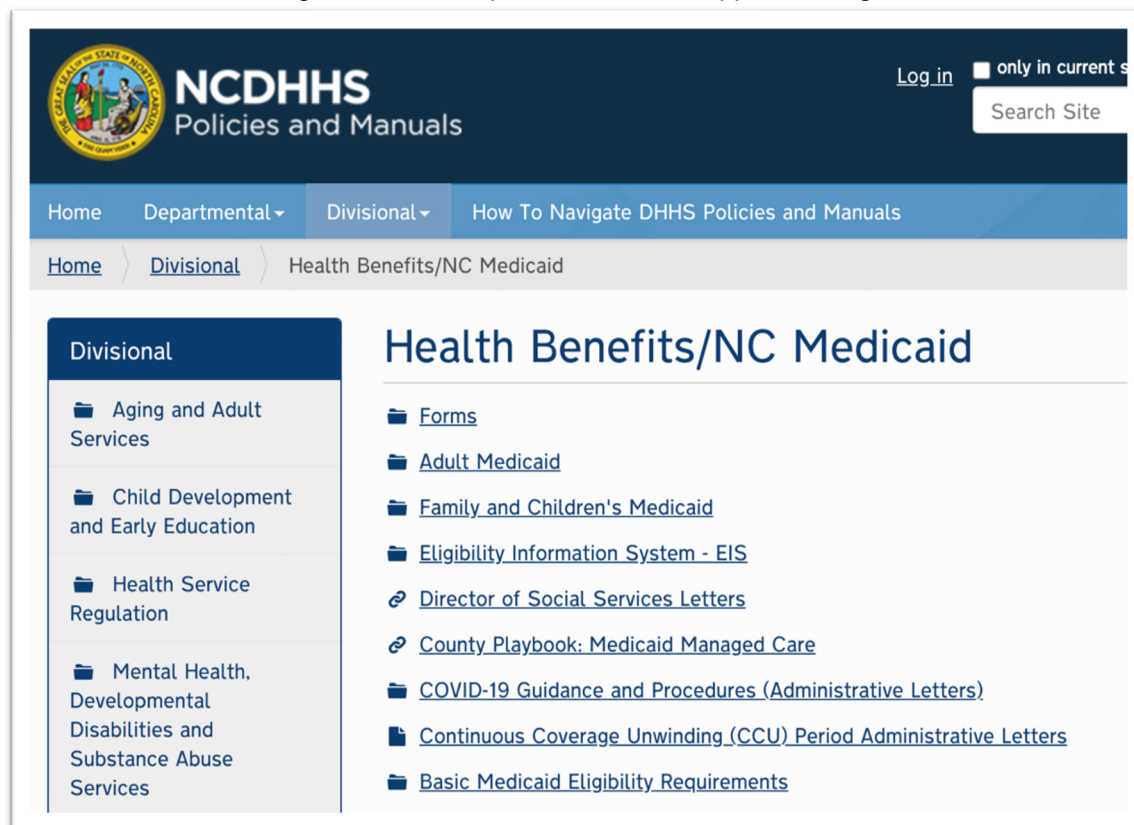 NCDHHS
Policies and Manuals
Log in
only in current s
Search Site
Home Departmental Divisional How To Navigate DHHS Policies and Manuals
Home Divisional Health Benefits/NC Medicaid
Divisional
Aging and Adult
Services
Child Development
and Early Education
Health Service
Regulation
Mental Health,
Developmental
Disabilities and
Substance Abuse
Services
Health Benefits/NC Medicaid
Forms
Adult Medicaid
Family and Children's Medicaid
Eligibility Information System - EIS
Director of Social Services Letters
County Playbook: Medicaid Managed Care
COVID-19 Guidance and Procedures (Administrative Letters)
Continuous Coverage Unwinding (CCU) Period Administrative Letters
Basic Medicaid Eligibility Requirements